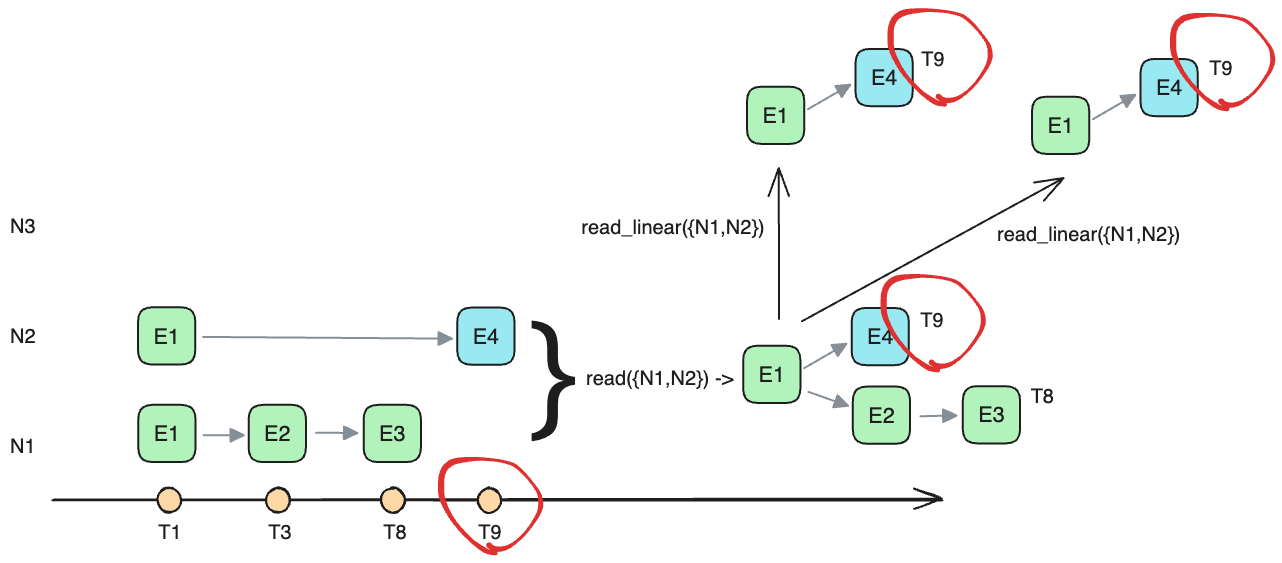 E4 T9
E4 T9
E1
E1
N3
read_linear({N1,N2})
read_linear({N1,N2})
N2
E1
E4
E4 T9
read({N1,N2}) ->
E1
E2
E3
T8
N1
E1
E2
E3
T1
T3
T8
T9